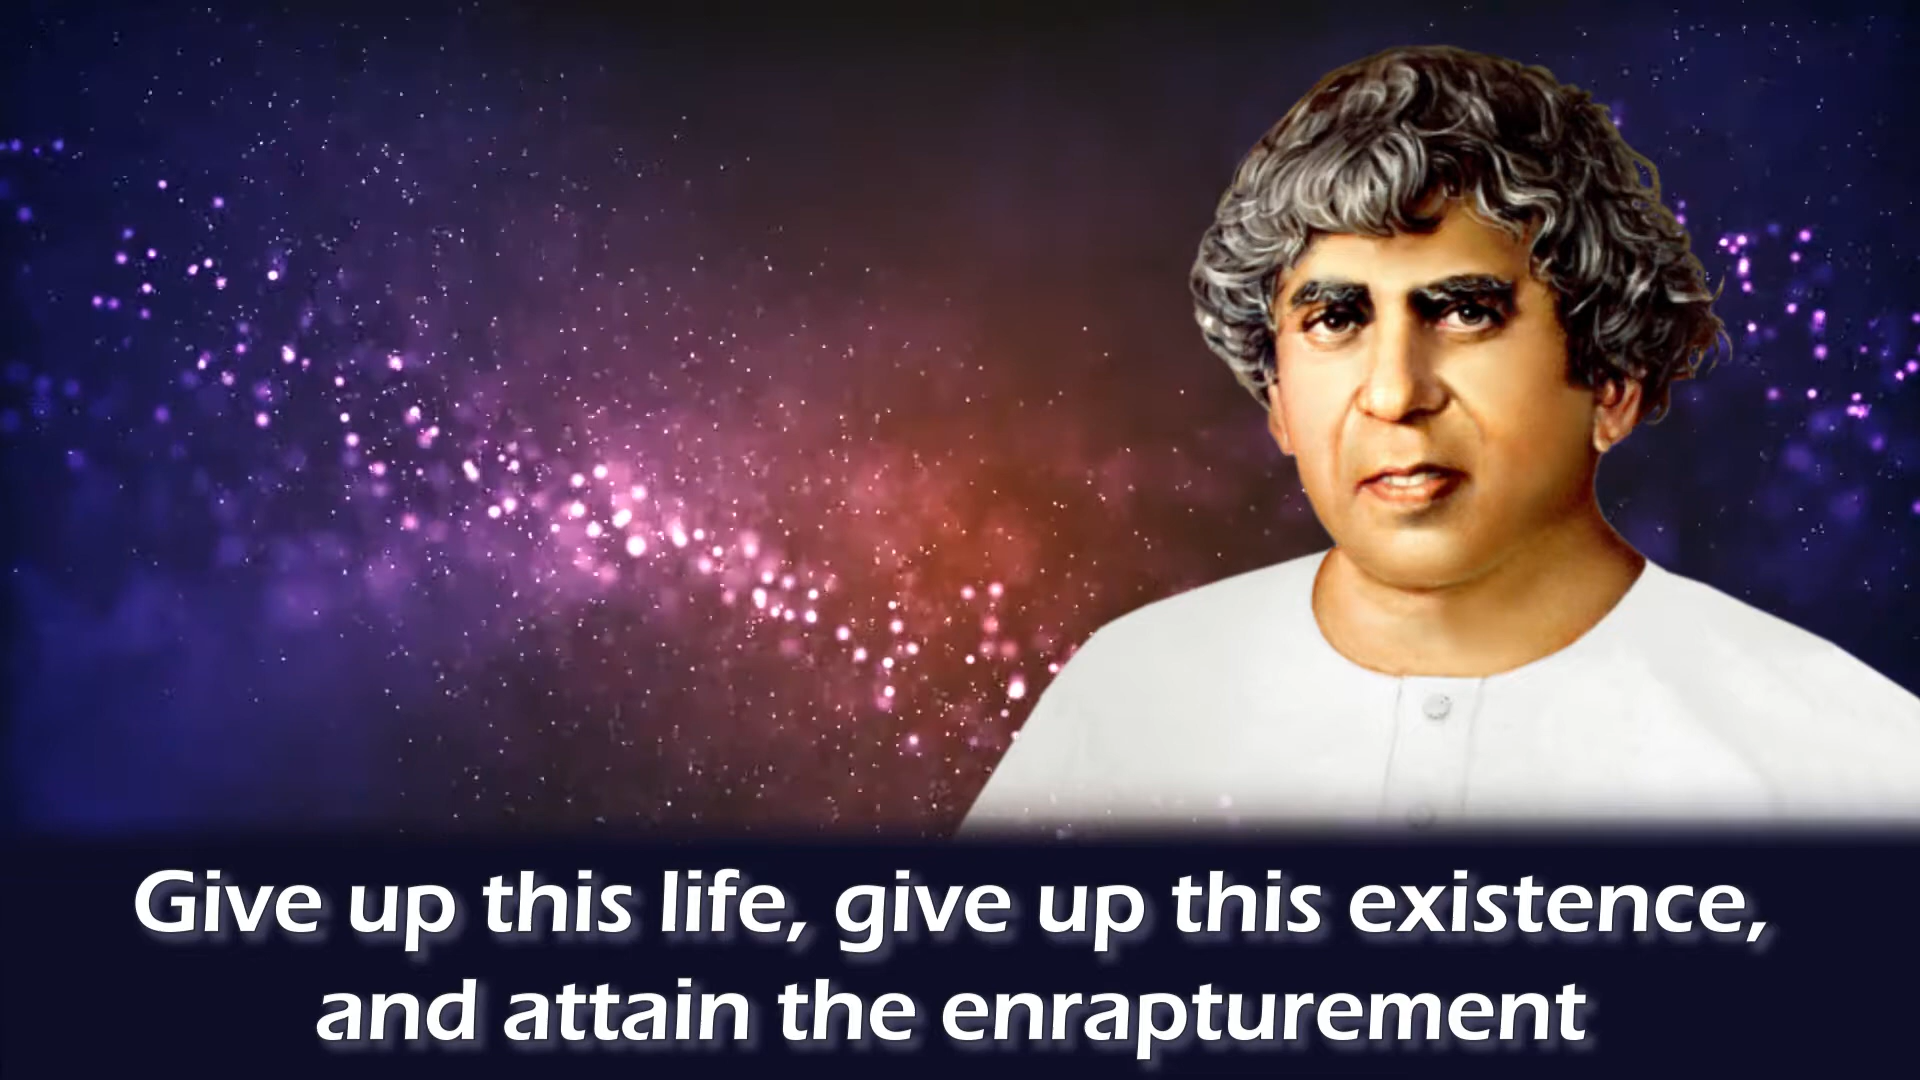 Give up this life, give up this existence,
and attain the enrapturement